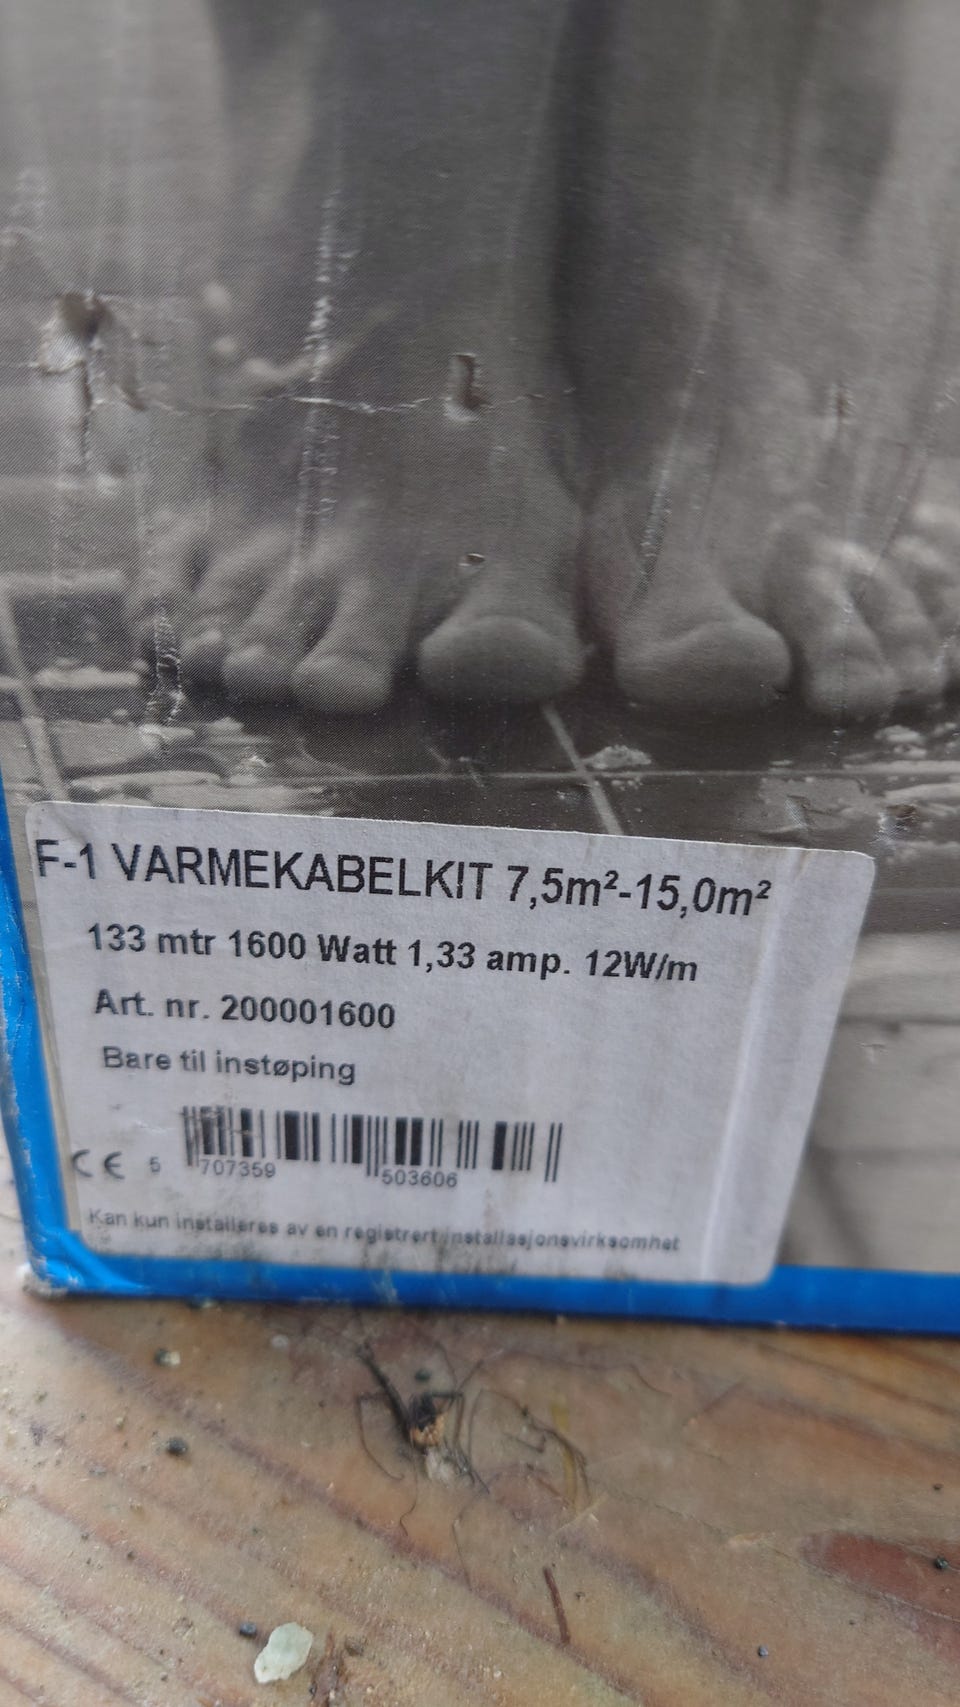 F-1 VARMEKABELKIT 7,5m²-15,0m²
133 mtr 1600 Watt 1,33 amp. 12W/m
Art. nr. 200001600
Bare til instøping
CE 5 707359 503606
Kan kun installeres av en registrert installasjonsvirksomhet